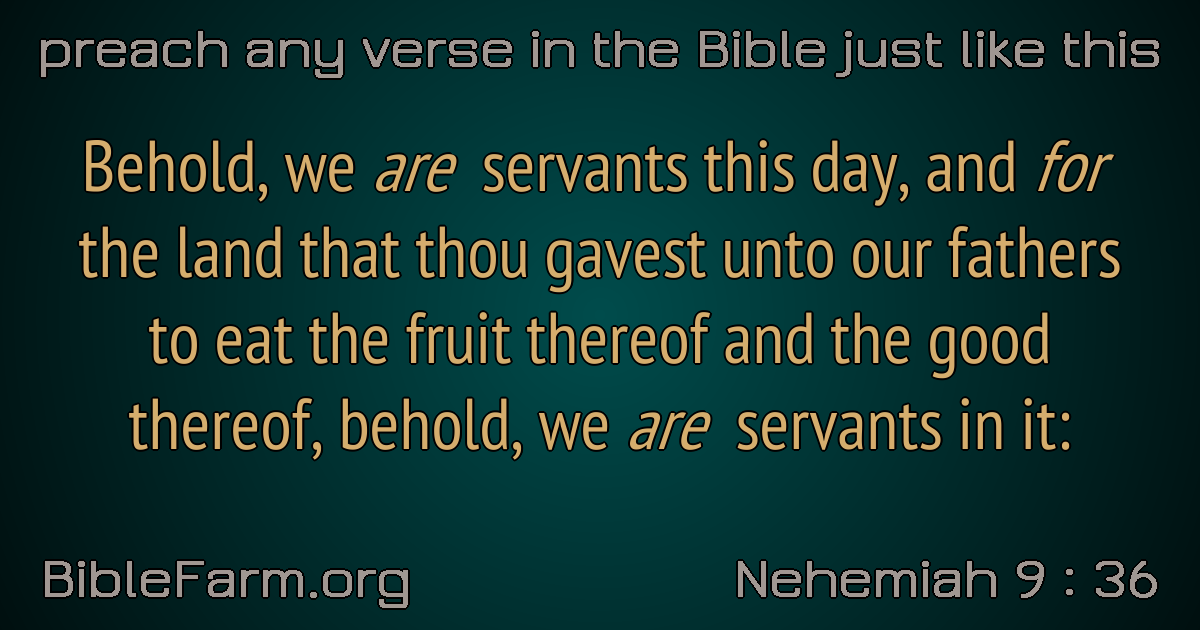 preach any verse in the Bible just like this
Behold, we are servants this day, and for
the land that thou gavest unto our fathers
to eat the fruit thereof and the good
thereof, behold, we are servants in it:
BibleFarm.org
Nehemiah 9 : 36